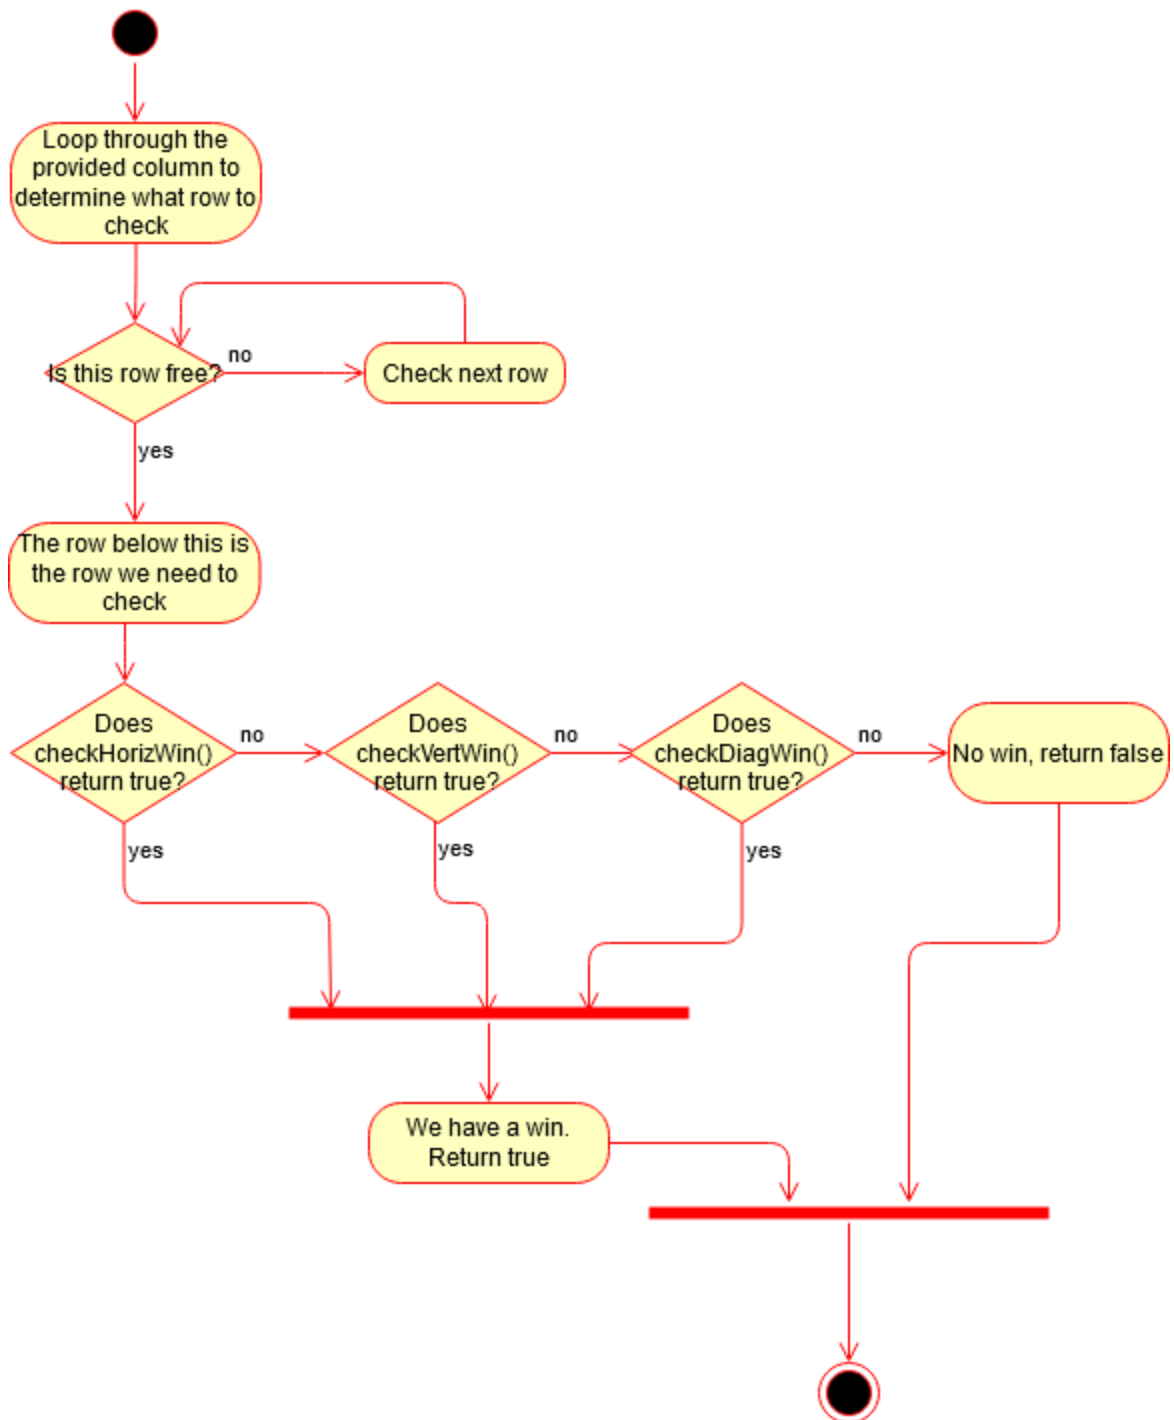 Loop through the
provided column to
determine what row to
check
Is this row free?
no
Check next row
yes
The row below this is
the row we need to
check
Does
checkHorizWin()
return true?
no
Does
checkVertWin()
return true?
no
Does
checkDiagWin()
return true?
no
No win, return false
yes
yes
yes
We have a win.
Return true